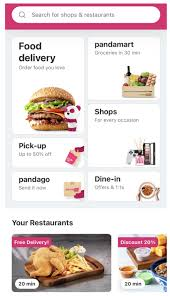 Search for shops & restaurants
Food
delivery
Order food you love
pandamart
Groceries in 30 min
Shops
For every occasion
Pick-up
Up to 50% off
pandago
Send it now
Dine-in
Offers & 1-1s
Your Restaurants
Free Delivery!
Discount 20%
20 min
20 min